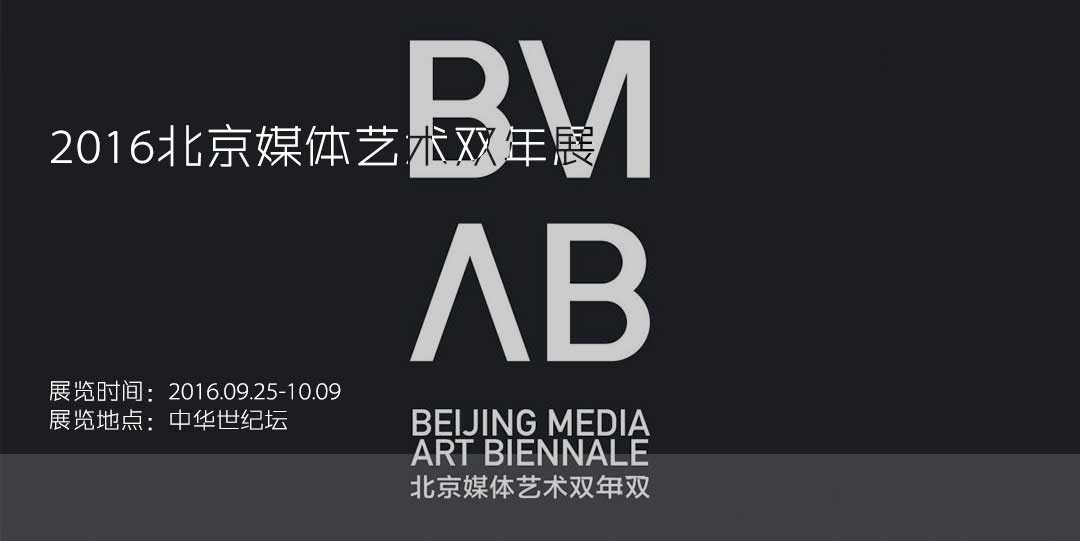 BM
2016北京媒体艺术双年展
AB
展览时间：2016.09.25-10.09
展览地点：中华世纪坛
BEIJING MEDIA
ART BIENNALE
北京媒体艺术双年双